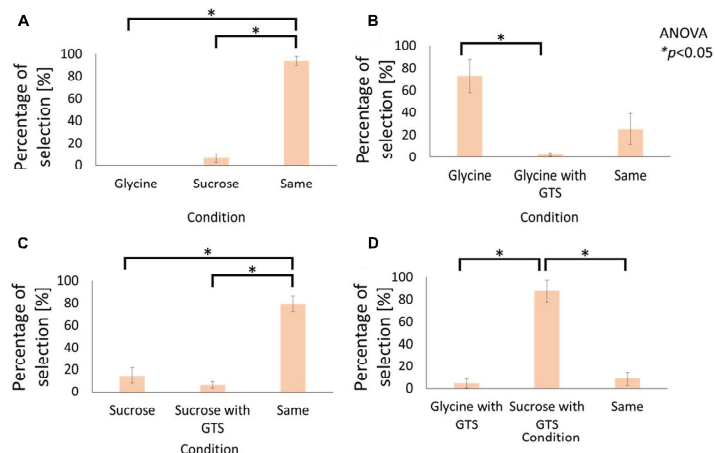 A
*
*
Percentage of
selection [%]
100
80
60
40
20
0
Glycine
Sucrose
Same
Condition
B
*
ANOVA
*p<0.05
Percentage of
selection [%]
100
80
60
40
20
0
Glycine
Glycine with
GTS
Same
Condition
C
*
*
Percentage of
selection [%]
100
80
60
40
20
0
Sucrose
Sucrose with
GTS
Same
Condition
D
*
*
Percentage of
selection [%]
100
80
60
40
20
0
Glycine with
GTS
Sucrose with
GTS
Same
Condition